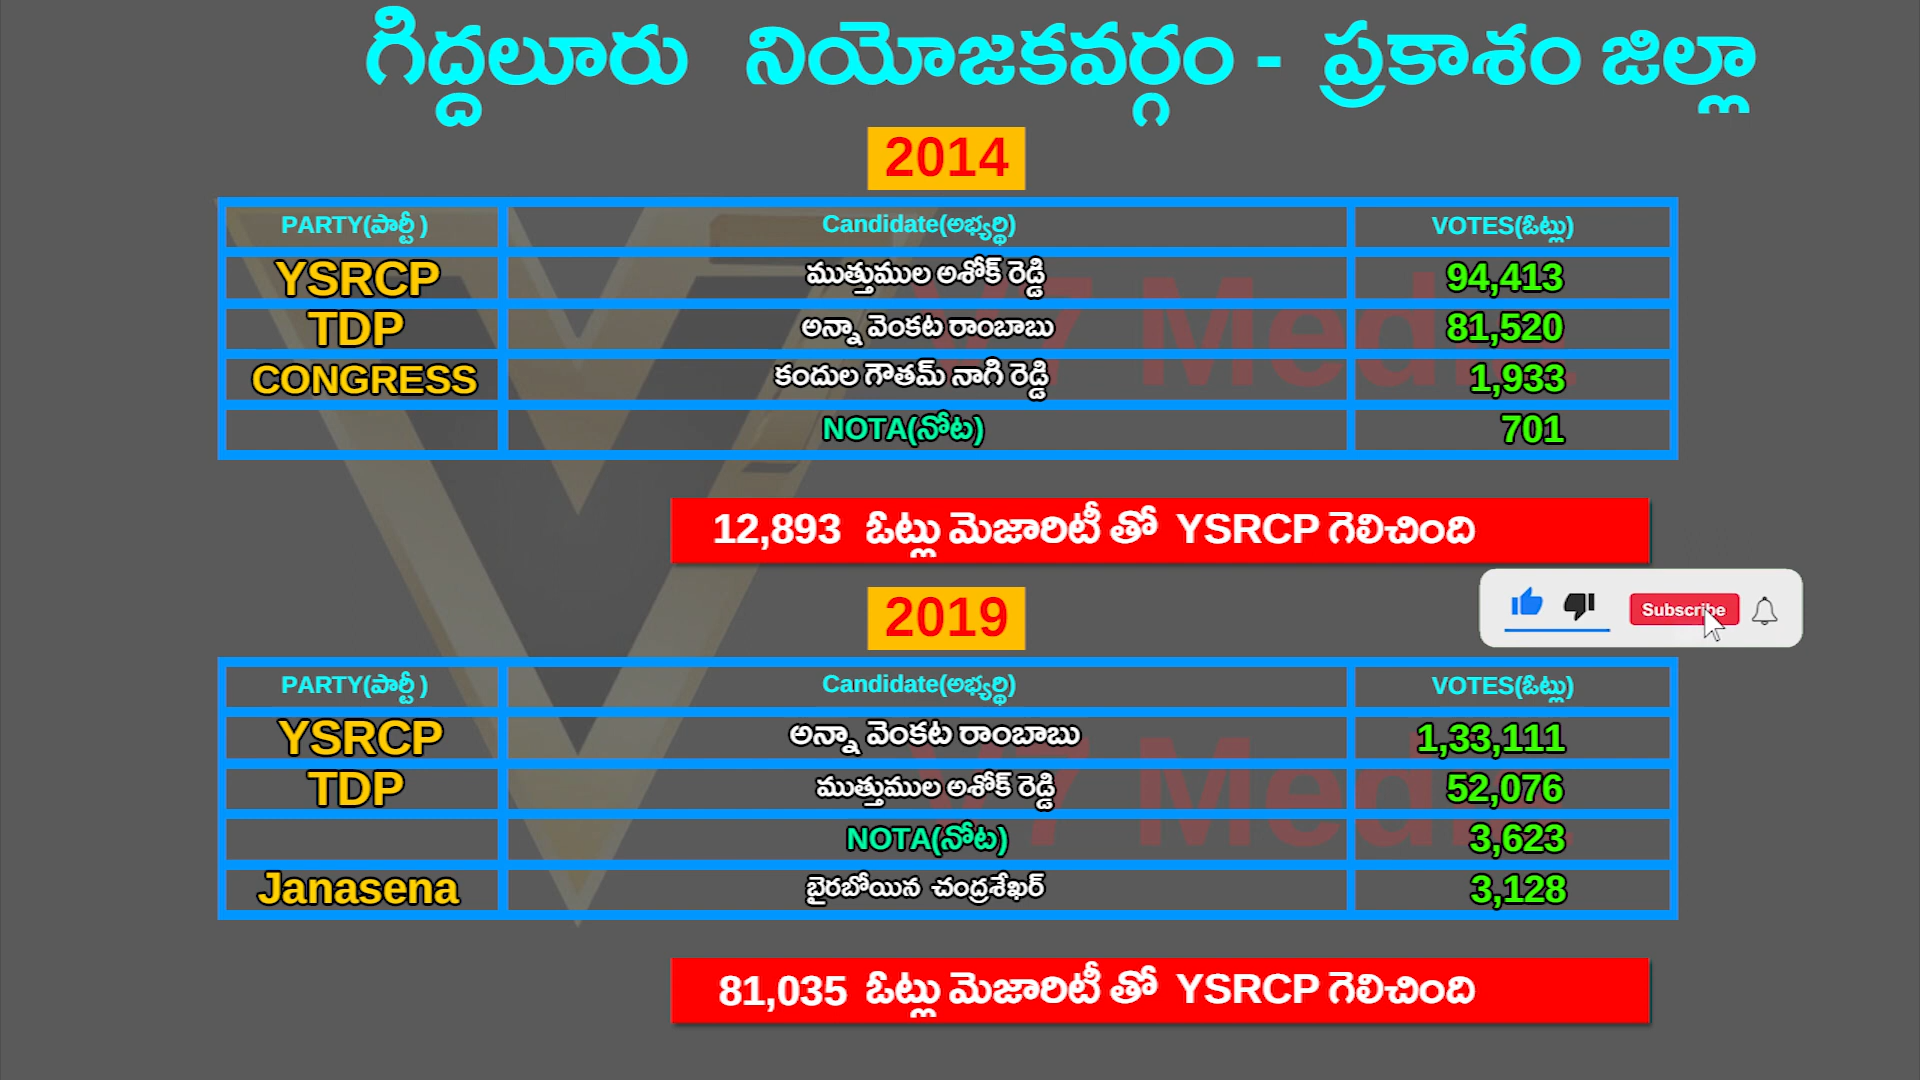 గిద్దలూరు నియోజకవర్గం - ప్రకాశం జిల్లా
2014
PARTY(పార్టీ) Candidate(అభ్యర్థి) VOTES(ఓట్లు)
YSRCP ముత్తుముల అశోక్ రెడ్డి 94,413
TDP అన్నా వెంకట రాంబాబు 81,520
CONGRESS కందుల గౌతమ్ నాగి రెడ్డి 1,933
NOTA(నోట) 701
12,893 ఓట్లు మెజారిటీ తో YSRCP గెలిచింది
2019
Subscribe
PARTY(పార్టీ) Candidate(అభ్యర్థి) VOTES(ఓట్లు)
YSRCP అన్నా వెంకట రాంబాబు 1,33,111
TDP ముత్తుముల అశోక్ రెడ్డి 52,076
NOTA(నోట) 3,623
Janasena బైరబోయిన చంద్రశేఖర్ 3,128
81,035 ఓట్లు మెజారిటీ తో YSRCP గెలిచింది